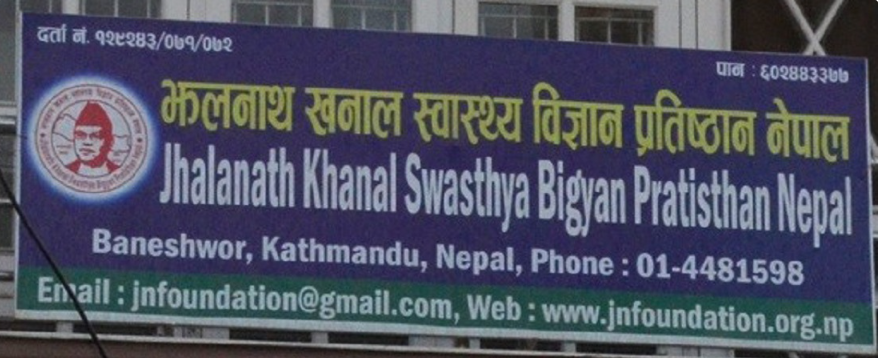 दर्ता नं. १२९२४३/०७१/०७२
पान : ६०२४४३३७७
झलनाथ खनाल स्वास्थ्य विज्ञान प्रतिष्ठान नेपाल
Jhalanath Khanal Swasthya Bigyan Pratisthan Nepal
Baneshwor, Kathmandu, Nepal, Phone : 01-4481598
Email : jnfoundation@gmail.com, Web : www.jnfoundation.org.np